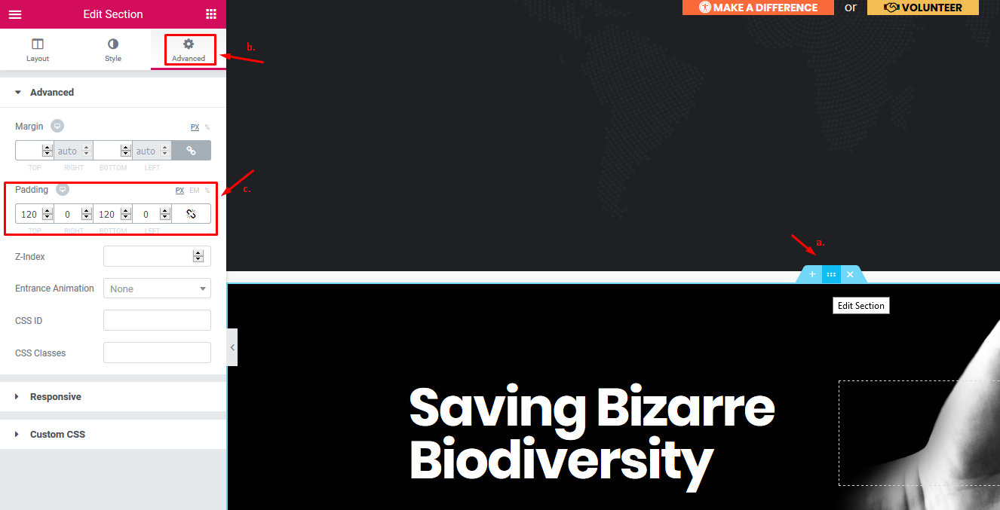 Edit Section
Layout
Style
Advanced
b.
Advanced
Margin
PX %
auto
auto
TOP RIGHT BOTTOM LEFT
Padding
PX EM %
120 0 120 0
TOP RIGHT BOTTOM LEFT
c.
Z-Index
Entrance Animation
None
CSS ID
CSS Classes
Responsive
Custom CSS
MAKE A DIFFERENCE
or
VOLUNTEER
a.
Edit Section
Saving Bizarre
Biodiversity